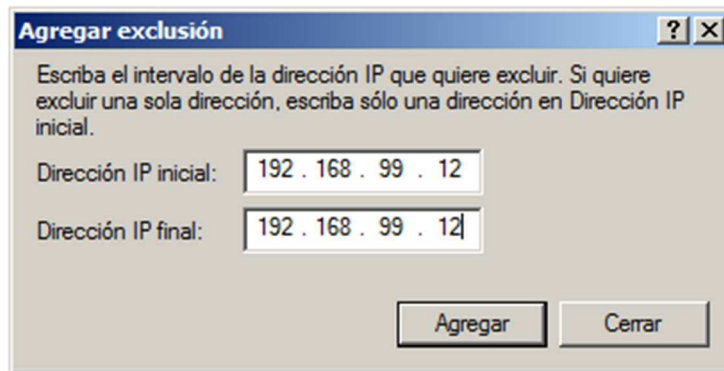 Agregar exclusión
Escriba el intervalo de la dirección IP que quiere excluir. Si quiere
excluir una sola dirección, escriba sólo una dirección en Dirección IP
inicial.
Dirección IP inicial: 192 . 168 . 99 . 12
Dirección IP final: 192 . 168 . 99 . 12
Agregar Cerrar